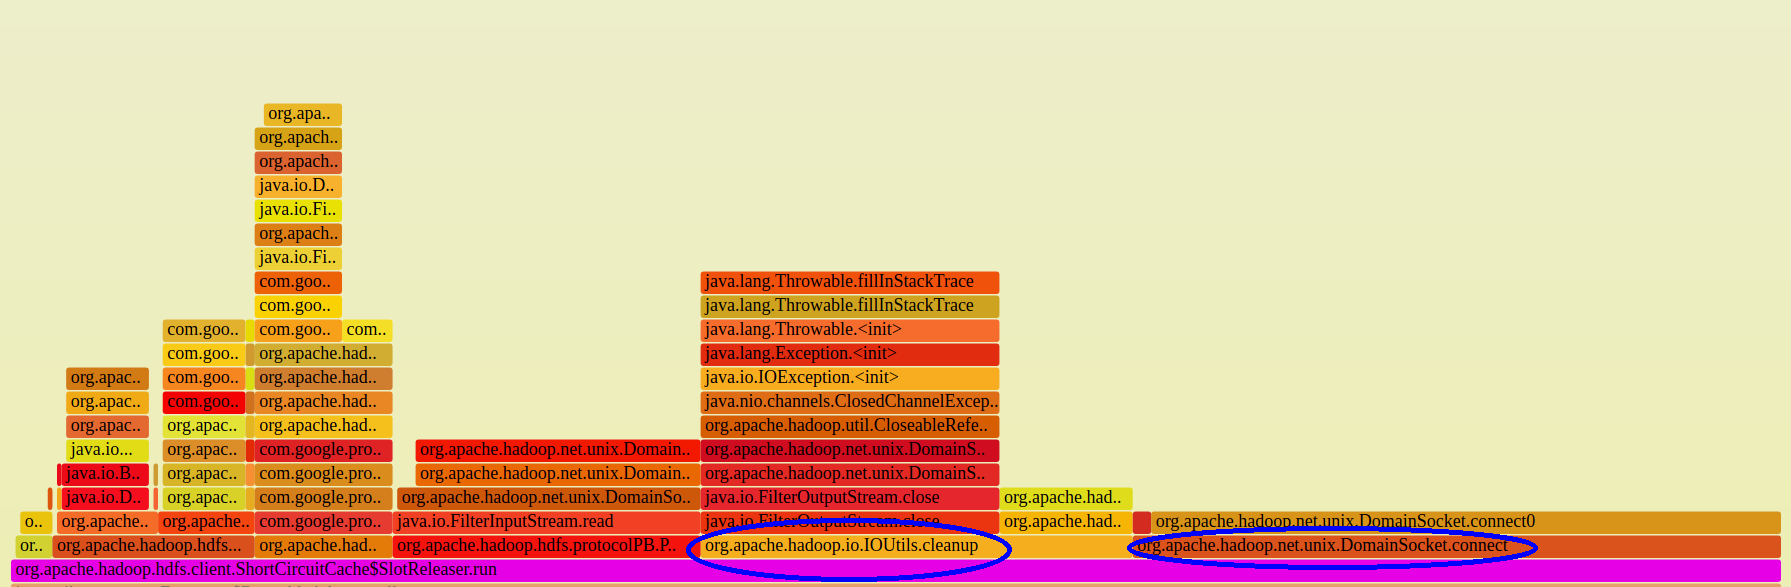 org.apa..
org.apach..
org.apach..
java.io.D..
java.io.Fi..
org.apach..
java.io.Fi..
com.goo.. java.lang.Throwable.fillInStackTrace
com.goo.. java.lang.Throwable.fillInStackTrace
com.goo.. com.goo.. com.. java.lang.Throwable.<init>
com.goo.. org.apache.had.. java.lang.Exception.<init>
org.apac.. com.goo.. org.apache.had.. java.io.IOException.<init>
org.apac.. com.goo.. org.apache.had.. java.nio.channels.ClosedChannelExcep..
org.apac.. org.apac.. org.apache.had.. org.apache.hadoop.util.CloseableRefe..
java.io... org.apac.. com.google.pro.. org.apache.hadoop.net.unix.Domain.. org.apache.hadoop.net.unix.DomainS..
java.io.B.. org.apac.. com.google.pro.. org.apache.hadoop.net.unix.Domain.. org.apache.hadoop.net.unix.DomainS..
java.io.D.. org.apac.. com.google.pro.. org.apache.hadoop.net.unix.DomainSo.. java.io.FilterOutputStream.close org.apache.had..
o.. org.apache.. org.apache.. com.google.pro.. java.io.FilterInputStream.read java.io.FilterOutputStream.close org.apache.had.. org.apache.hadoop.net.unix.DomainSocket.connect0
or.. org.apache.hadoop.hdfs... org.apache.had.. org.apache.hadoop.hdfs.protocolPB.P.. org.apache.hadoop.io.IOUtils.cleanup org.apache.hadoop.net.unix.DomainSocket.connect
org.apache.hadoop.hdfs.client.ShortCircuitCache$SlotReleaser.run